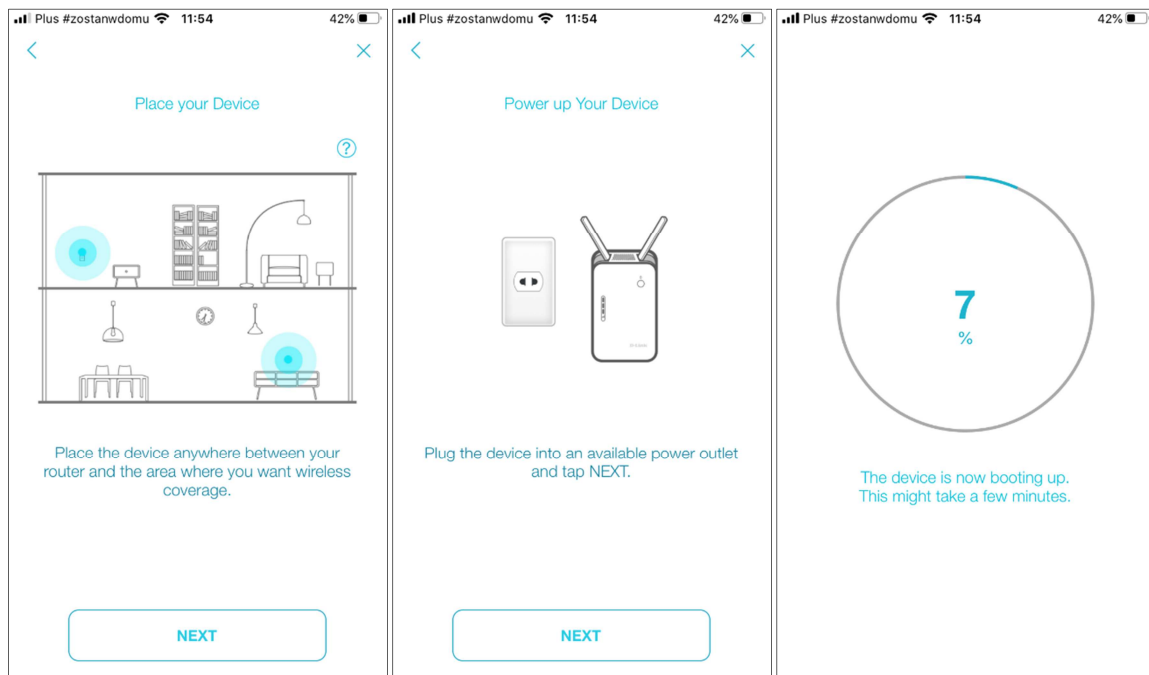 Plus #zostanwdomu 11:54 42%
Place your Device
?
Place the device anywhere between your
router and the area where you want wireless
coverage.
NEXT
Plus #zostanwdomu 11:54 42%
Power up Your Device
Plug the device into an available power outlet
and tap NEXT.
NEXT
Plus #zostanwdomu 11:54 42%
7
%
The device is now booting up.
This might take a few minutes.